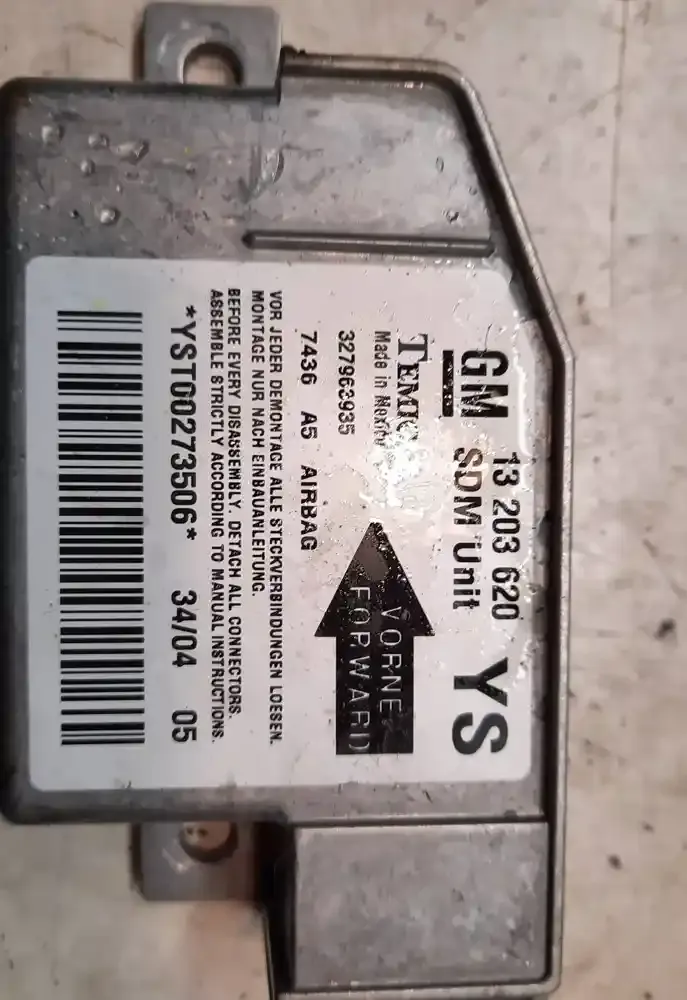 GM 13 203 620
SDM Unit YS
TEMIC
Made in Mexico
327963935
VORNE
FORWARD
7436 A5 AIRBAG
VOR JEDER DEMONTAGE ALLE STECKVERBINDUNGEN LOESEN.
MONTAGE NUR NACH EINBAUANLEITUNG.
BEFORE EVERY DISASSEMBLY. DETACH ALL CONNECTORS.
ASSEMBLE STRICTLY ACCORDING TO MANUAL INSTRUCTIONS.
*YST00273506* 34/04 05